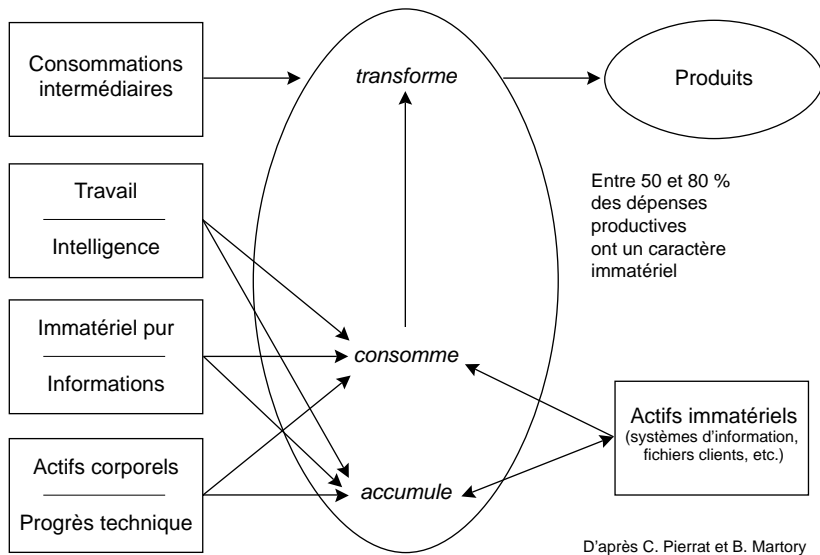 Consommations
intermédiaires
transforme
Produits
Travail
Intelligence
Entre 50 et 80 %
des dépenses
productives
ont un caractère
immatériel
Immatériel pur
Informations
consomme
Actifs immatériels
(systèmes d'information,
fichiers clients, etc.)
Actifs corporels
Progrès technique
accumule
D'après C. Pierrat et B. Martory